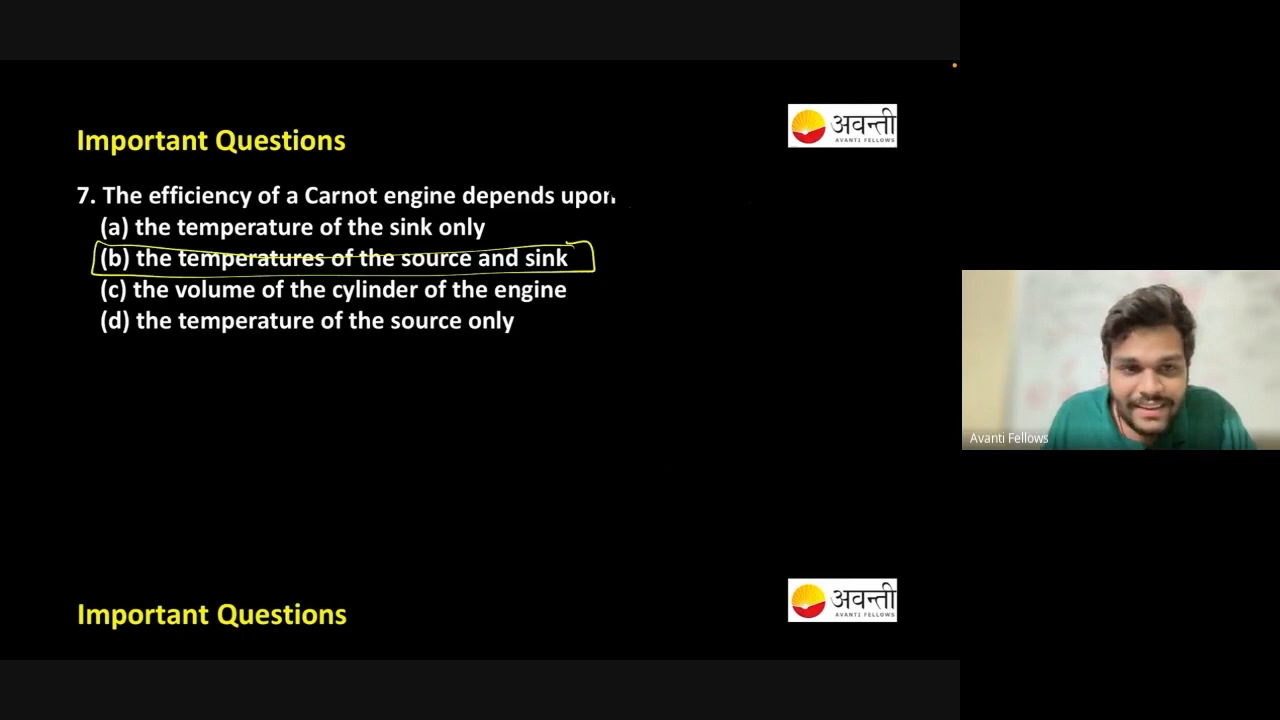 Important Questions
अवन्ती
AVANTI FELLOWS
7. The efficiency of a Carnot engine depends upon
(a) the temperature of the sink only
(b) the temperatures of the source and sink
(c) the volume of the cylinder of the engine
(d) the temperature of the source only
Avanti Fellows
Important Questions
अवन्ती
AVANTI FELLOWS